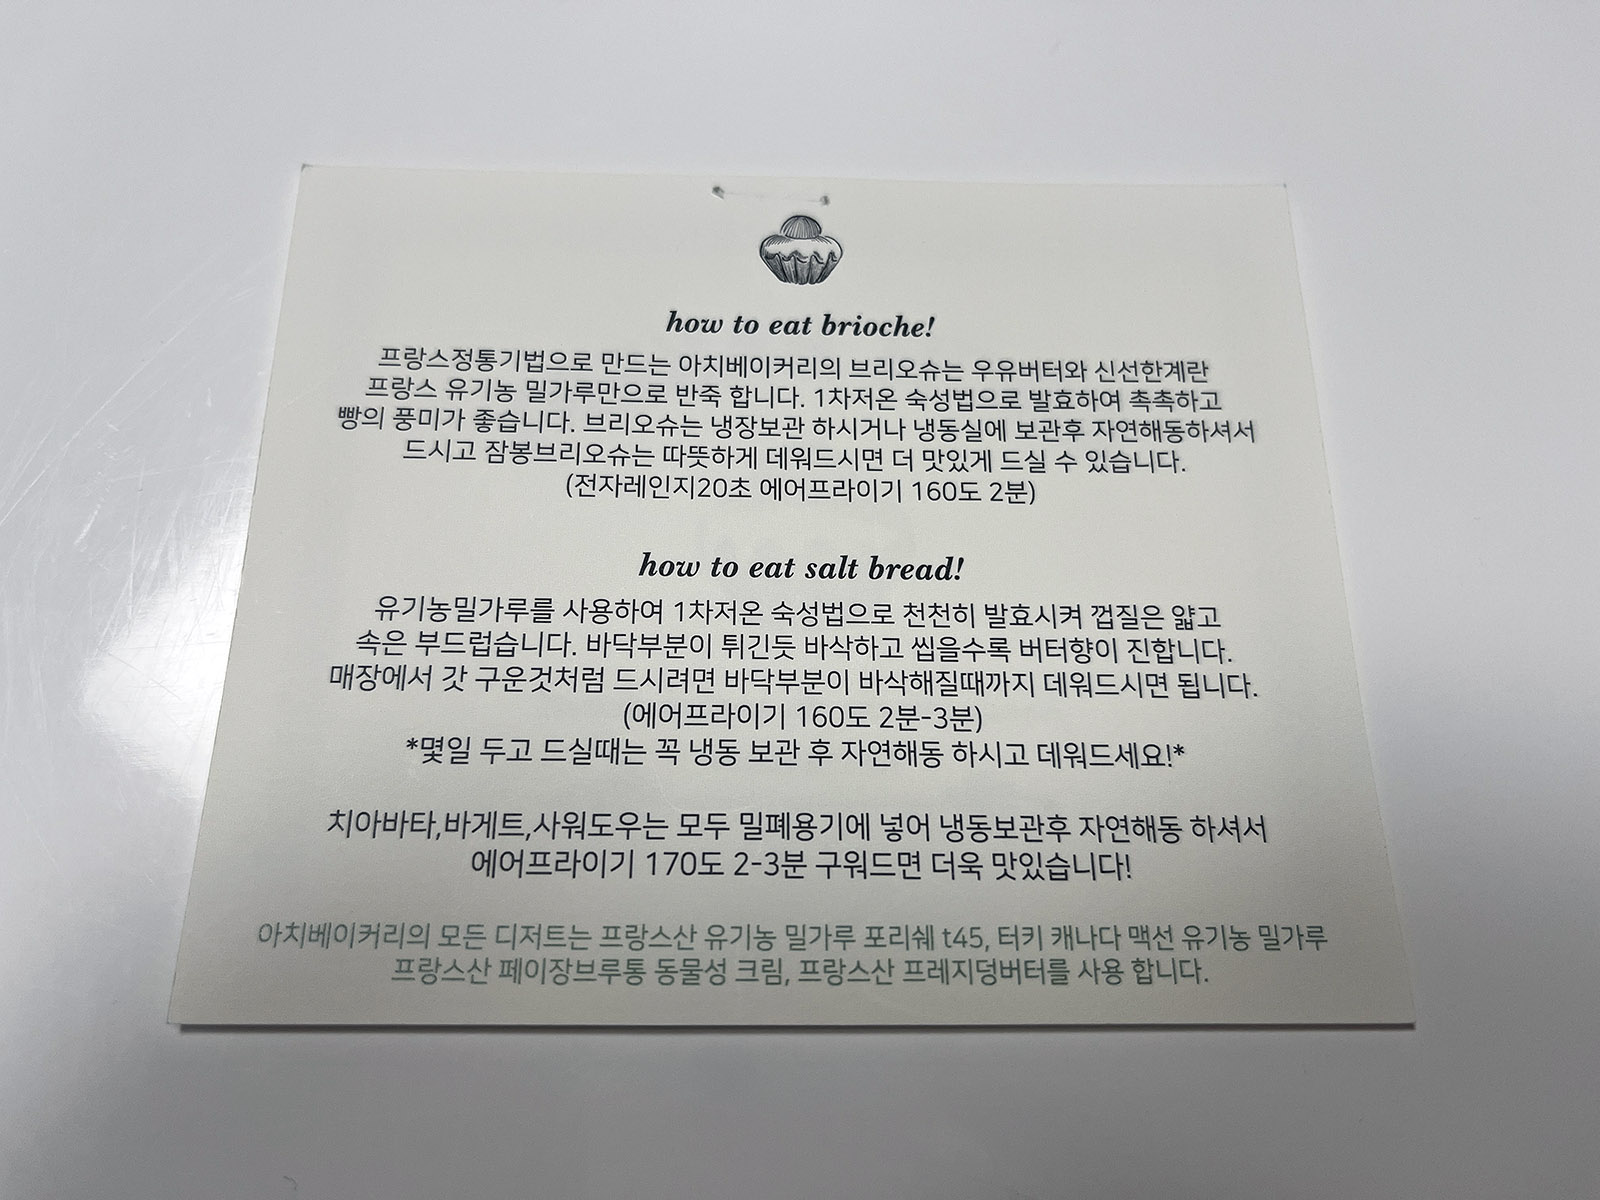 how to eat brioche!
프랑스정통기법으로 만드는 아치베이커리의 브리오슈는 우유버터와 신선한계란
프랑스 유기농 밀가루만으로 반죽 합니다. 1차저온 숙성법으로 발효하여 촉촉하고
빵의 풍미가 좋습니다. 브리오슈는 냉장보관 하시거나 냉동실에 보관후 자연해동하셔서
드시고 잠봉브리오슈는 따뜻하게 데워드시면 더 맛있게 드실 수 있습니다.
(전자레인지20초 에어프라이기 160도 2분)
how to eat salt bread!
유기농밀가루를 사용하여 1차저온 숙성법으로 천천히 발효시켜 껍질은 얇고
속은 부드럽습니다. 바닥부분이 튀긴듯 바삭하고 씹을수록 버터향이 진합니다.
매장에서 갓 구운것처럼 드시려면 바닥부분이 바삭해질때까지 데워드시면 됩니다.
(에어프라이기 160도 2분-3분)
*몇일 두고 드실때는 꼭 냉동 보관 후 자연해동 하시고 데워드세요!*
치아바타,바게트,사워도우는 모두 밀폐용기에 넣어 냉동보관후 자연해동 하셔서
에어프라이기 170도 2-3분 구워드면 더욱 맛있습니다!
아치베이커리의 모든 디저트는 프랑스산 유기농 밀가루 포리쉐 t45, 터키 캐나다 맥선 유기농 밀가루
프랑스산 페이장브루통 동물성 크림, 프랑스산 프레지덩버터를 사용 합니다.